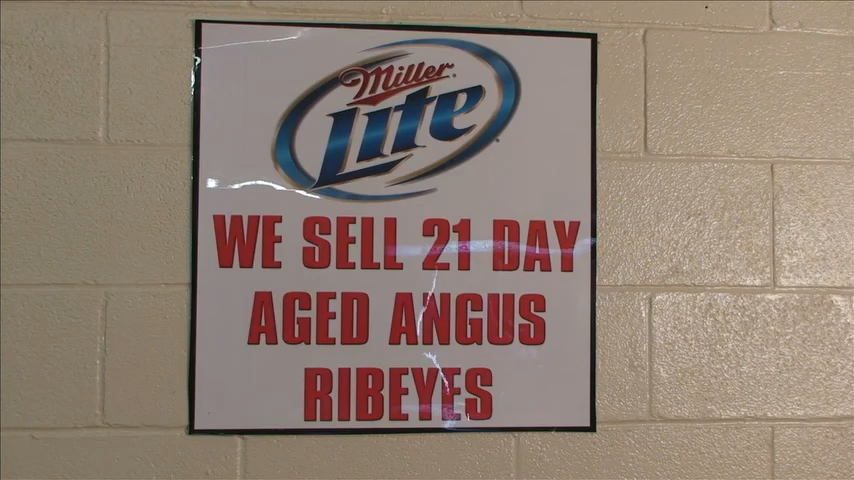 Miller
Lite
WE SELL 21 DAY
AGED ANGUS
RIBEYES